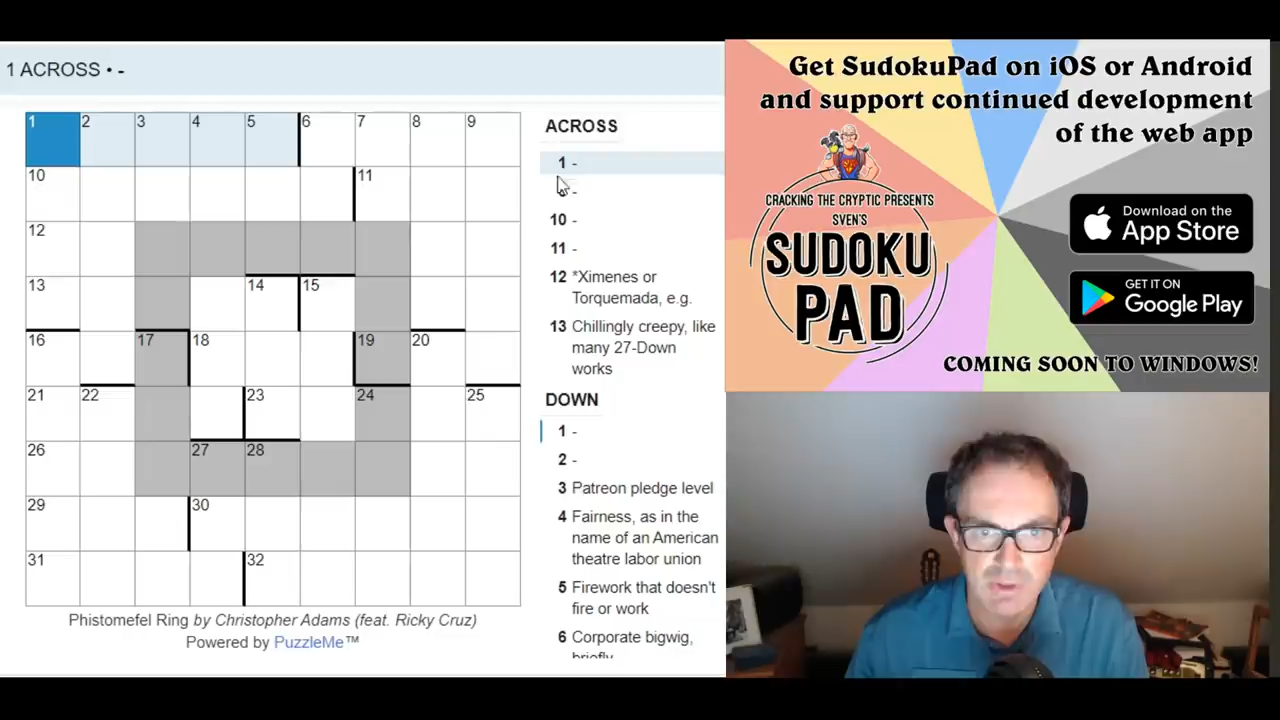 1 ACROSS • -
1
2
3
4
5
6
7
8
9
10
11
12
13
14
15
16
17
18
19
20
21
22
23
24
25
26
27
28
29
30
31
32
Phistomefel Ring by Christopher Adams (feat. Ricky Cruz)
Powered by PuzzleMe™
ACROSS
1 -
-
10 -
11 -
12 *Ximenes or
Torquemada, e.g.
13 Chillingly creepy, like
many 27-Down
works
DOWN
1 -
2 -
3 Patreon pledge level
4 Fairness, as in the
name of an American
theatre labor union
5 Firework that doesn't
fire or work
6 Corporate bigwig,
briefly
Get SudokuPad on iOS or Android
and support continued development
of the web app
CRACKING THE CRYPTIC PRESENTS
SVEN'S
SUDOKU
PAD
Download on the
App Store
GET IT ON
Google Play
COMING SOON TO WINDOWS!